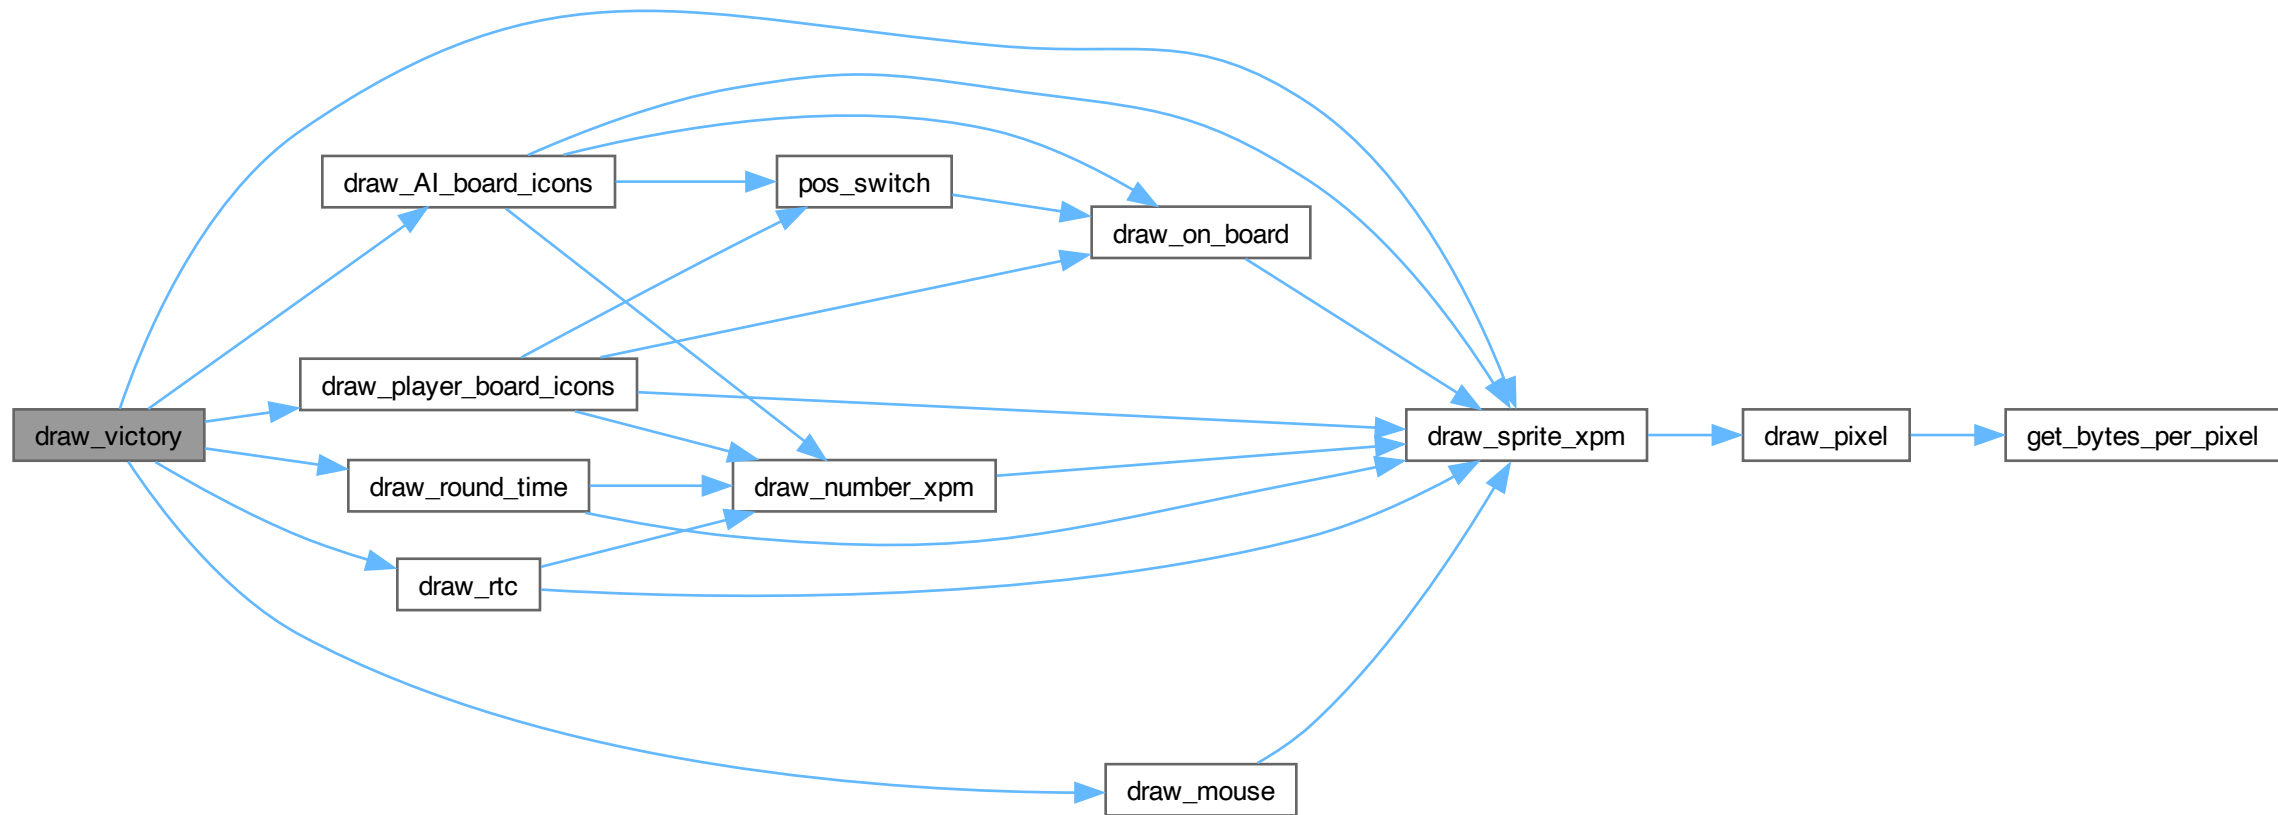 draw_victory
draw_AI_board_icons
draw_player_board_icons
draw_round_time
draw_rtc
pos_switch
draw_number_xpm
draw_on_board
draw_mouse
draw_sprite_xpm
draw_pixel
get_bytes_per_pixel